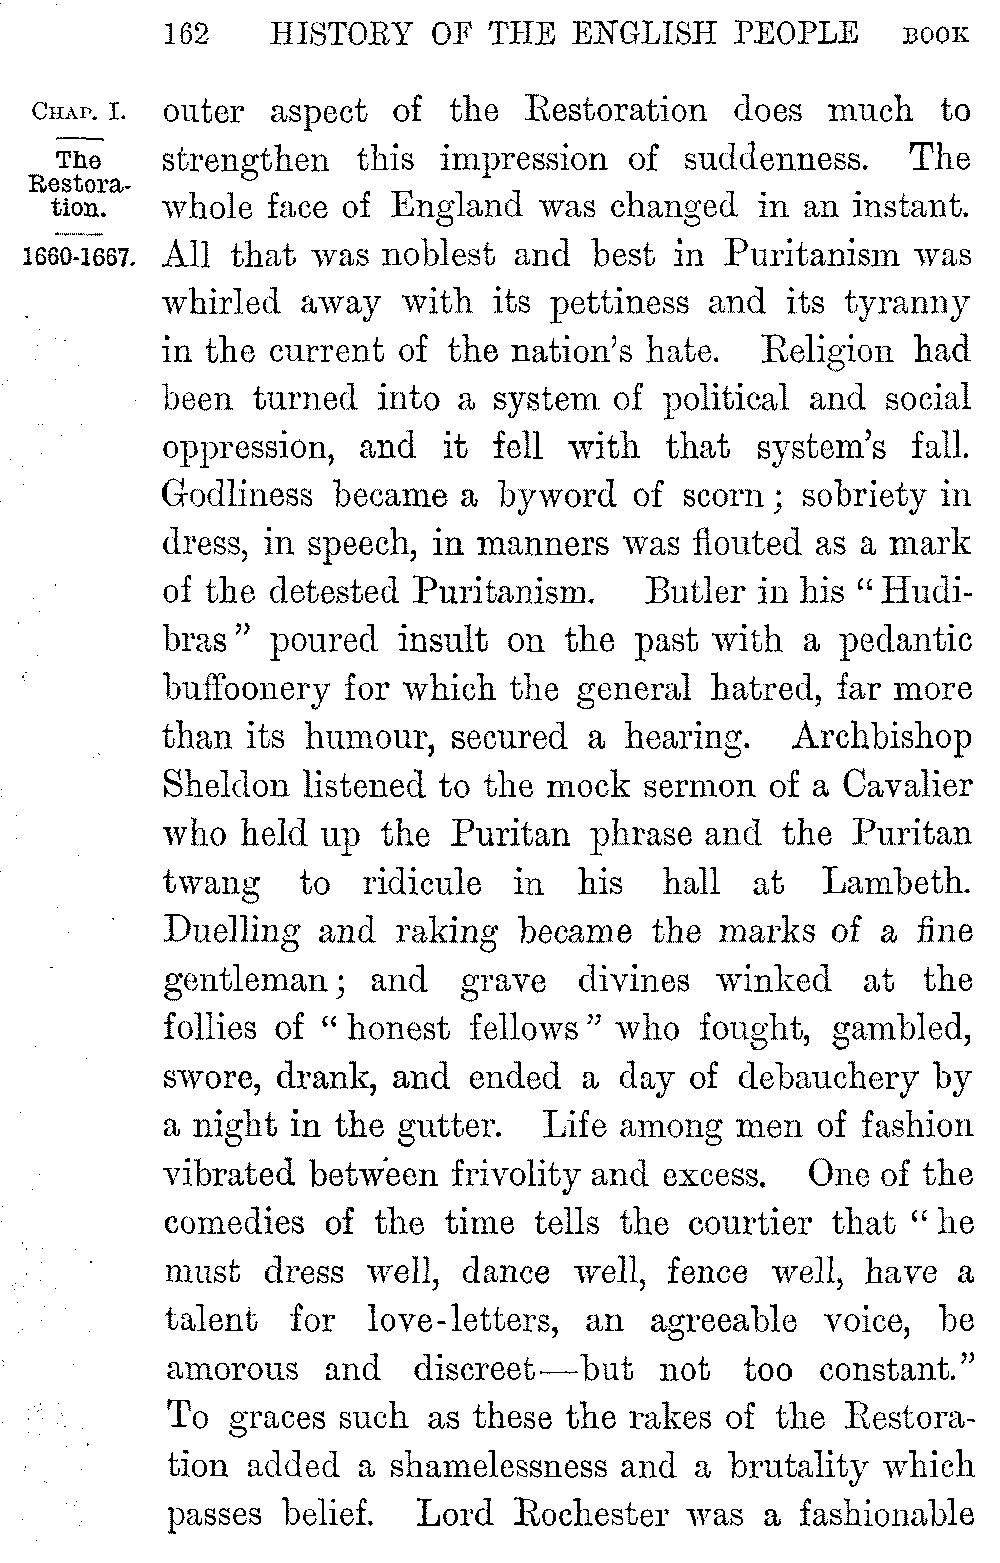 162 HISTORY OF THE ENGLISH PEOPLE BOOK
CHAP. I.
The
Restora-
tion.
1660-1667.
outer aspect of the Restoration does much to
strengthen this impression of suddenness. The
whole face of England was changed in an instant.
All that was noblest and best in Puritanism was
whirled away with its pettiness and its tyranny
in the current of the nation's hate. Religion had
been turned into a system of political and social
oppression, and it fell with that system's fall.
Godliness became a byword of scorn; sobriety in
dress, in speech, in manners was flouted as a mark
of the detested Puritanism. Butler in his "Hudi-
bras" poured insult on the past with a pedantic
buffoonery for which the general hatred, far more
than its humour, secured a hearing. Archbishop
Sheldon listened to the mock sermon of a Cavalier
who held up the Puritan phrase and the Puritan
twang to ridicule in his hall at Lambeth.
Duelling and raking became the marks of a fine
gentleman; and grave divines winked at the
follies of "honest fellows" who fought, gambled,
swore, drank, and ended a day of debauchery by
a night in the gutter. Life among men of fashion
vibrated between frivolity and excess. One of the
comedies of the time tells the courtier that "he
must dress well, dance well, fence well, have a
talent for love-letters, an agreeable voice, be
amorous and discreet—but not too constant."
To graces such as these the rakes of the Restora-
tion added a shamelessness and a brutality which
passes belief. Lord Rochester was a fashionable